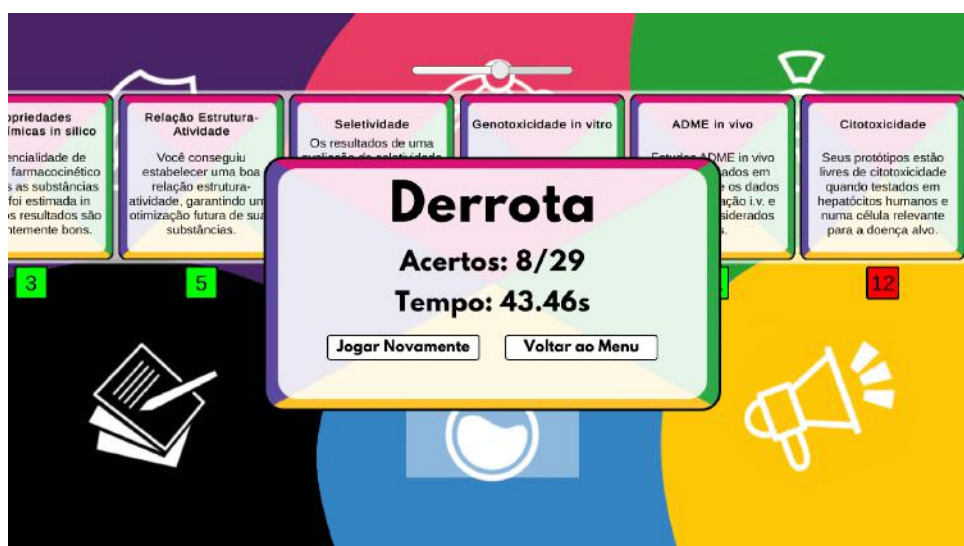 opriedades
ímicas in silico
encialidade de
farmacocinético
s as substâncias
foi estimada in
os resultados são
ntemente bons.
3
Relação Estrutura-
Atividade
Você conseguiu
estabelecer uma boa
relação estrutura-
atividade, garantindo um
otimização futura de sua
substâncias.
5
Seletividade
Os resultados de uma
avaliação de seletividade
Genotoxicidade in vitro
ADME in vivo
Estudos ADME in vivo
ados em
e os dados
ação i.v. e
siderados
s.
Citotoxicidade
Seus protótipos estão
livres de citotoxicidade
quando testados em
hepatócitos humanos e
numa célula relevante
para a doença alvo.
12
Derrota
Acertos: 8/29
Tempo: 43.46s
Jogar Novamente
Voltar ao Menu